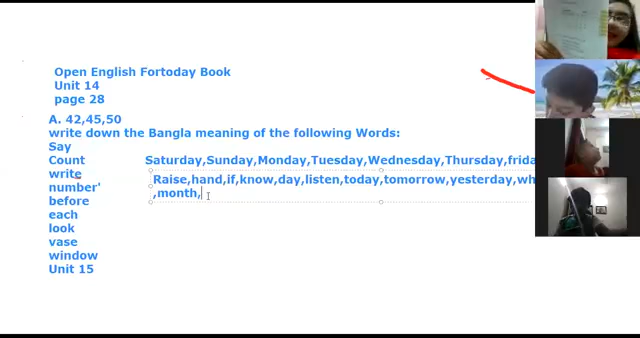 Open English Fortoday Book
Unit 14
page 28
A. 42,45,50
write down the Bangla meaning of the following Words:
Say
Count
Saturday,Sunday,Monday,Tuesday,Wednesday,Thursday,frida
write
Raise,hand,if,know,day,listen,today,tomorrow,yesterday,wh
number'
,month,
before
each
look
vase
window
Unit 15